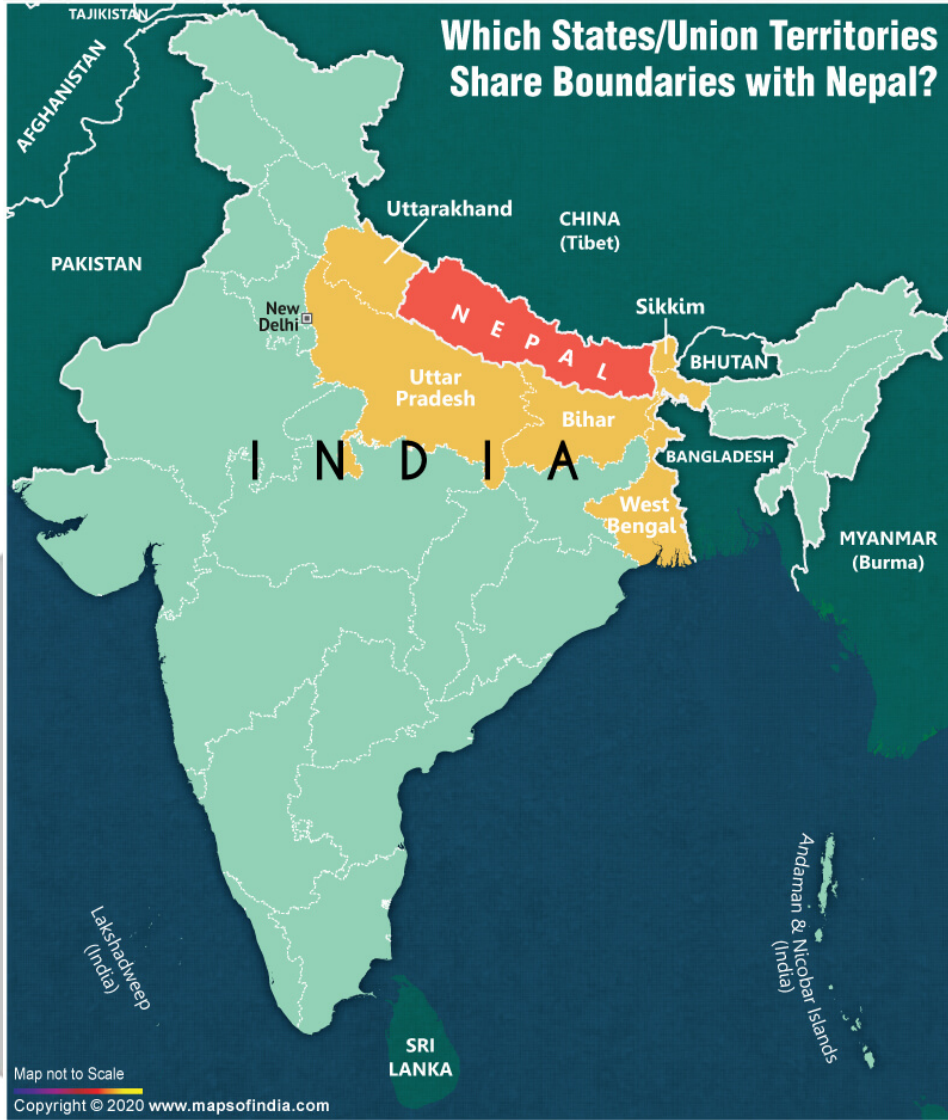 Which States/Union Territories
Share Boundaries with Nepal?
TAJIKISTAN
AFGHANISTAN
PAKISTAN
Uttarakhand
CHINA
(Tibet)
New
Delhi
NEPAL
Sikkim
BHUTAN
Uttar
Pradesh
Bihar
INDIA
BANGLADESH
West
Bengal
MYANMAR
(Burma)
Lakshadweep
(India)
Andaman & Nicobar Islands
(India)
SRI
LANKA
Map not to Scale
Copyright © 2020 www.mapsofindia.com